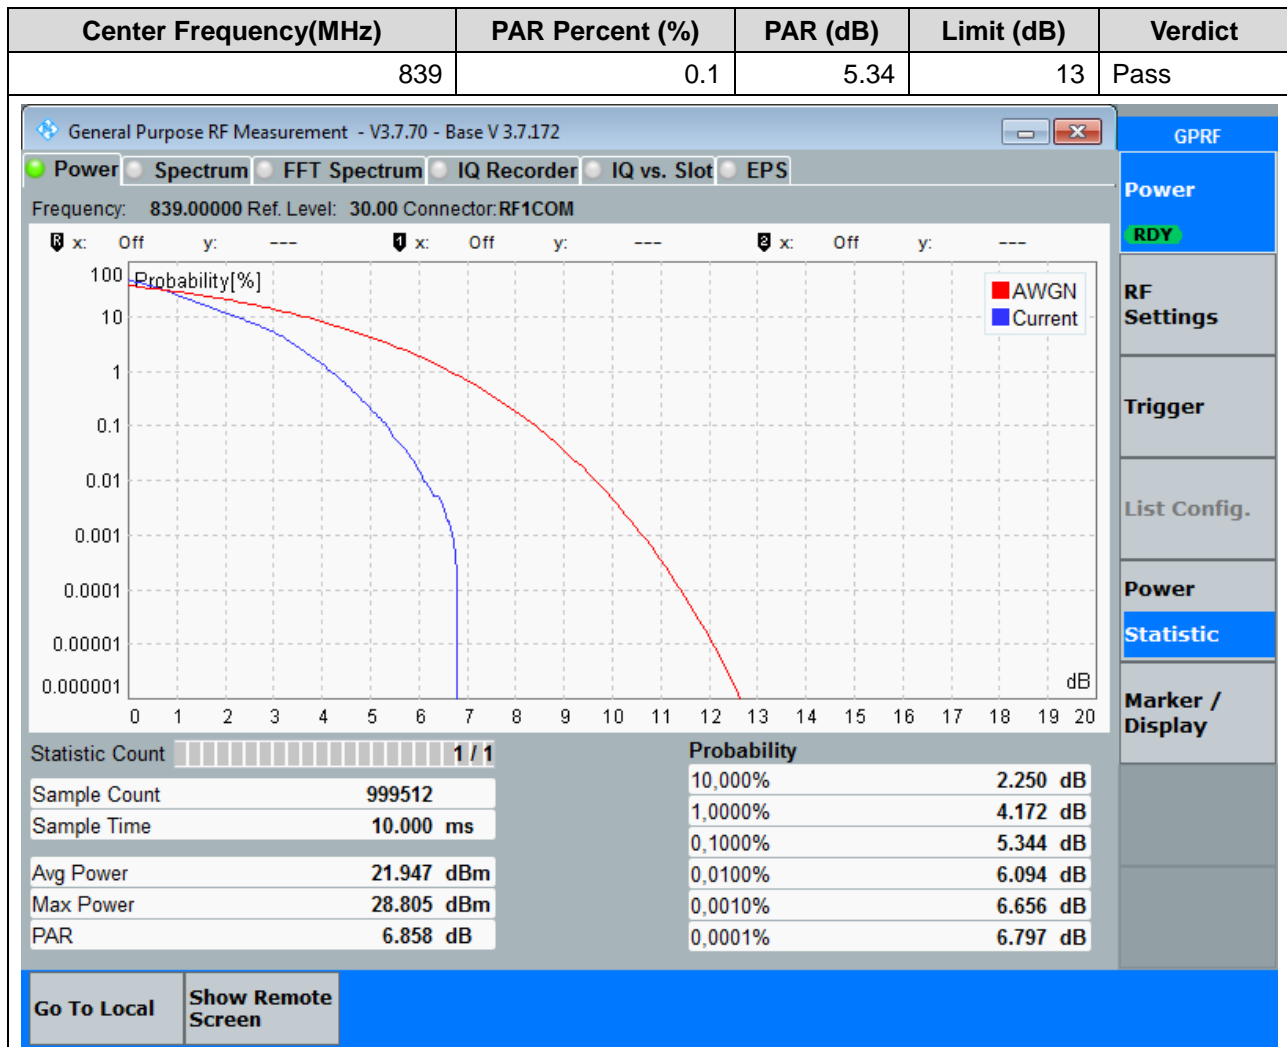 Center Frequency(MHz) PAR Percent (%) PAR (dB) Limit (dB) Verdict
839 0.1 5.34 13 Pass
General Purpose RF Measurement - V3.7.70 - Base V 3.7.172
GPRF
Power Spectrum FFT Spectrum IQ Recorder IQ vs. Slot EPS
Power
RDY
Frequency: 839.00000 Ref. Level: 30.00 Connector: RF1COM
R x: Off y: --- 1 x: Off y: --- 2 x: Off y: ---
Probability[%]
100
10
1
0.1
0.01
0.001
0.0001
0.00001
0.000001
AWGN
Current
dB
0 1 2 3 4 5 6 7 8 9 10 11 12 13 14 15 16 17 18 19 20
RF
Settings
Trigger
List Config.
Power
Statistic
Marker /
Display
Statistic Count 1 / 1
Sample Count 999512
Sample Time 10.000 ms
Avg Power 21.947 dBm
Max Power 28.805 dBm
PAR 6.858 dB
Probability
10,000% 2.250 dB
1,0000% 4.172 dB
0,1000% 5.344 dB
0,0100% 6.094 dB
0,0010% 6.656 dB
0,0001% 6.797 dB
Go To Local
Show Remote
Screen